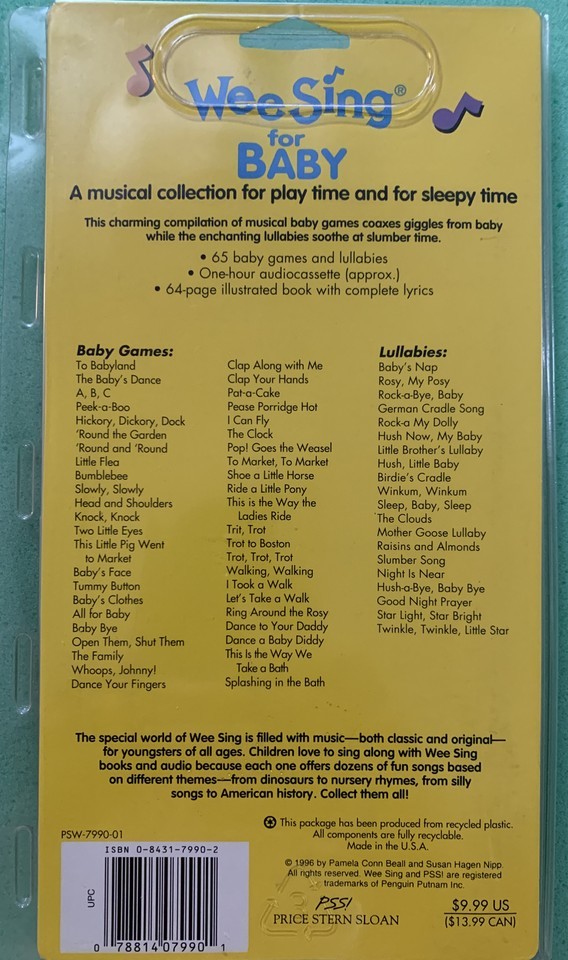 Wee Sing®
for
BABY
A musical collection for play time and for sleepy time
This charming compilation of musical baby games coaxes giggles from baby
while the enchanting lullabies soothe at slumber time.
• 65 baby games and lullabies
• One-hour audiocassette (approx.)
• 64-page illustrated book with complete lyrics
Baby Games:
To Babyland
The Baby's Dance
A, B, C
Peek-a-Boo
Hickory, Dickory, Dock
'Round the Garden
'Round and 'Round
Little Flea
Bumblebee
Slowly, Slowly
Head and Shoulders
Knock, Knock
Two Little Eyes
This Little Pig Went
to Market
Baby's Face
Tummy Button
Baby's Clothes
All for Baby
Baby Bye
Open Them, Shut Them
The Family
Whoops, Johnny!
Dance Your Fingers
Clap Along with Me
Clap Your Hands
Pat-a-Cake
Pease Porridge Hot
I Can Fly
The Clock
Pop! Goes the Weasel
To Market, To Market
Shoe a Little Horse
Ride a Little Pony
This is the Way the
Ladies Ride
Trit, Trot
Trot to Boston
Trot, Trot, Trot
Walking, Walking
I Took a Walk
Let's Take a Walk
Ring Around the Rosy
Dance to Your Daddy
Dance a Baby Diddy
This Is the Way We
Take a Bath
Splashing in the Bath
Lullabies:
Baby's Nap
Rosy, My Posy
Rock-a-Bye, Baby
German Cradle Song
Rock-a My Dolly
Hush Now, My Baby
Little Brother's Lullaby
Hush, Little Baby
Birdie's Cradle
Winkum, Winkum
Sleep, Baby, Sleep
The Clouds
Mother Goose Lullaby
Raisins and Almonds
Slumber Song
Night Is Near
Hush-a-Bye, Baby Bye
Good Night Prayer
Star Light, Star Bright
Twinkle, Twinkle, Little Star
The special world of Wee Sing is filled with music—both classic and original—
for youngsters of all ages. Children love to sing along with Wee Sing
books and audio because each one offers dozens of fun songs based
on different themes—from dinosaurs to nursery rhymes, from silly
songs to American history. Collect them all!
This package has been produced from recycled plastic.
All components are fully recyclable.
Made in the U.S.A.
PSW-7990-01
ISBN 0-8431-7990-2
UPC
0 78814 07990 1
© 1996 by Pamela Conn Beall and Susan Hagen Nipp.
All rights reserved. Wee Sing and PSSI are registered
trademarks of Penguin Putnam Inc.
PSSI
PRICE STERN SLOAN
$9.99 US
($13.99 CAN)
3